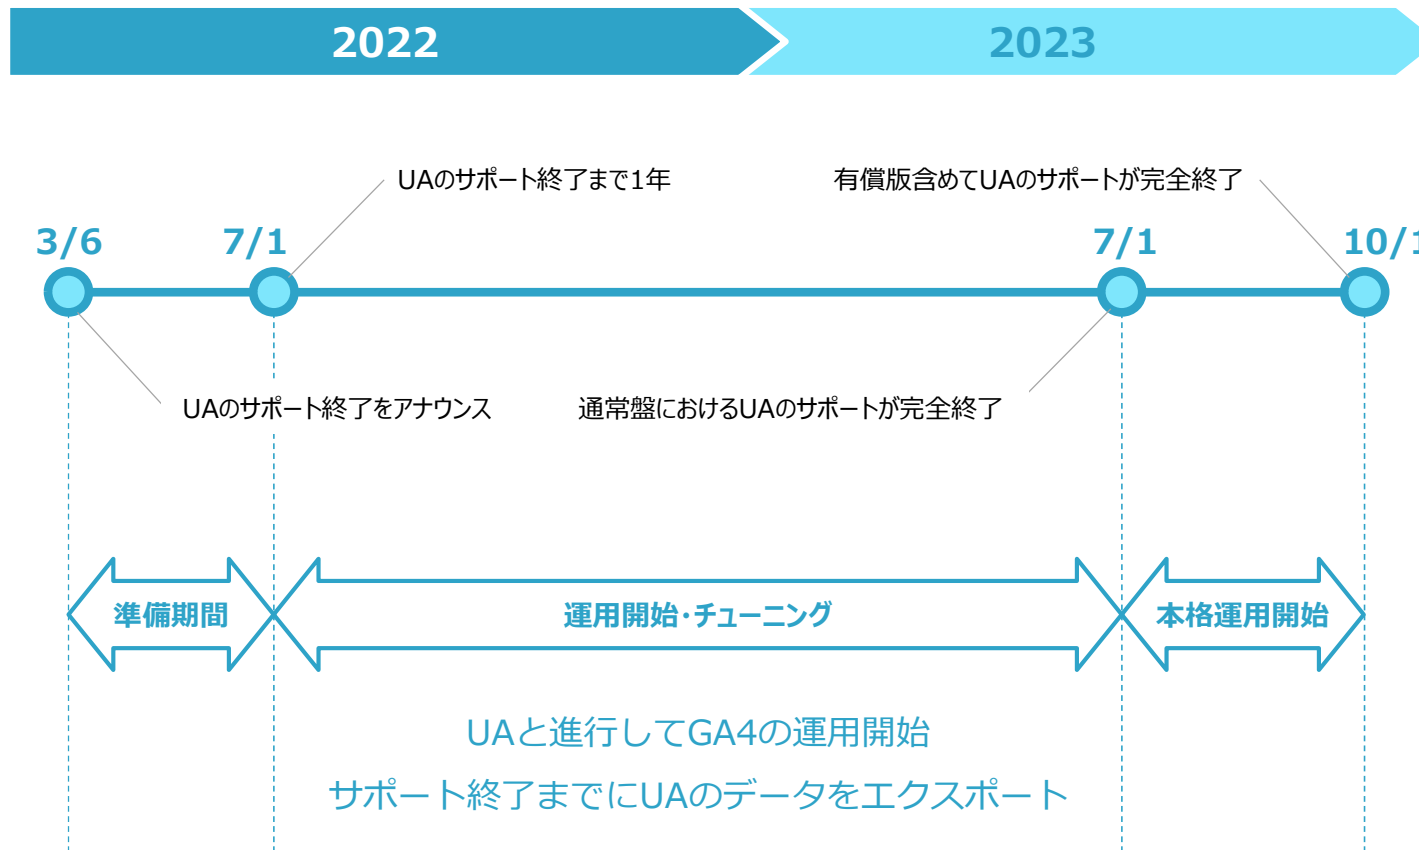 2022
2023
UAのサポート終了まで1年
有償版含めてUAのサポートが完全終了
3/6
7/1
7/1
10/1
UAのサポート終了をアナウンス
通常盤におけるUAのサポートが完全終了
準備期間
運用開始・チューニング
本格運用開始
UAと進行してGA4の運用開始
サポート終了までにUAのデータをエクスポート